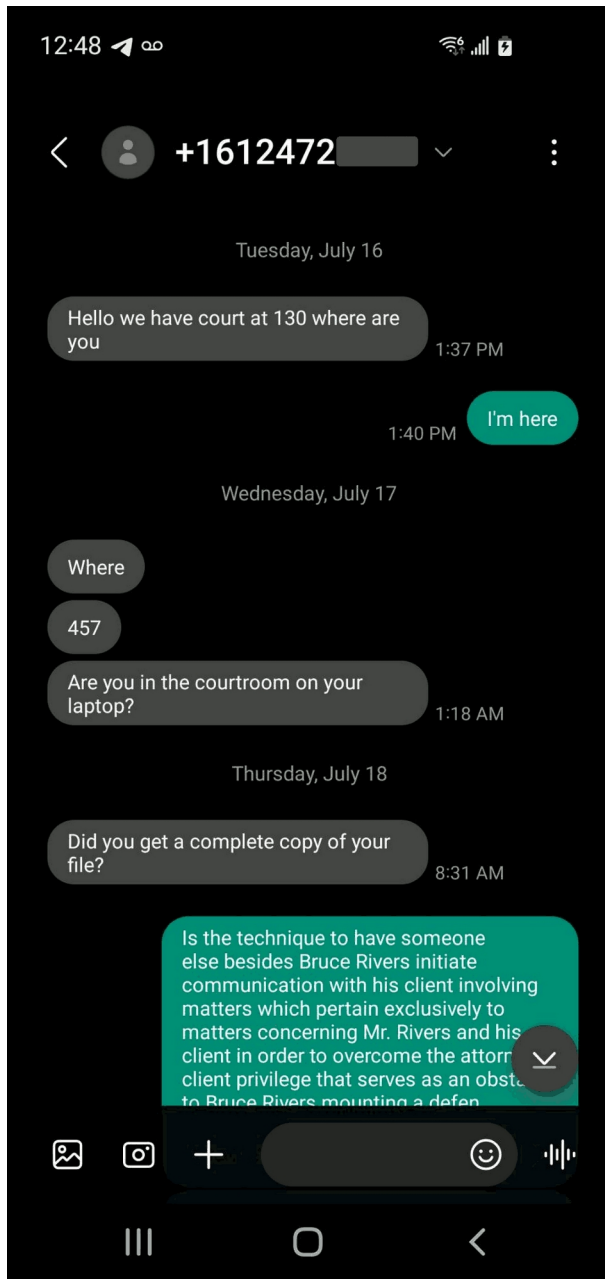 12:48
+1612472
Tuesday, July 16
Hello we have court at 130 where are
you
1:37 PM
I'm here
1:40 PM
Wednesday, July 17
Where
457
Are you in the courtroom on your
laptop?
1:18 AM
Thursday, July 18
Did you get a complete copy of your
file?
8:31 AM
Is the technique to have someone
else besides Bruce Rivers initiate
communication with his client involving
matters which pertain exclusively to
matters concerning Mr. Rivers and his
client in order to overcome the attorn
client privilege that serves as an obsta
to Bruce Rivers mounting a defen